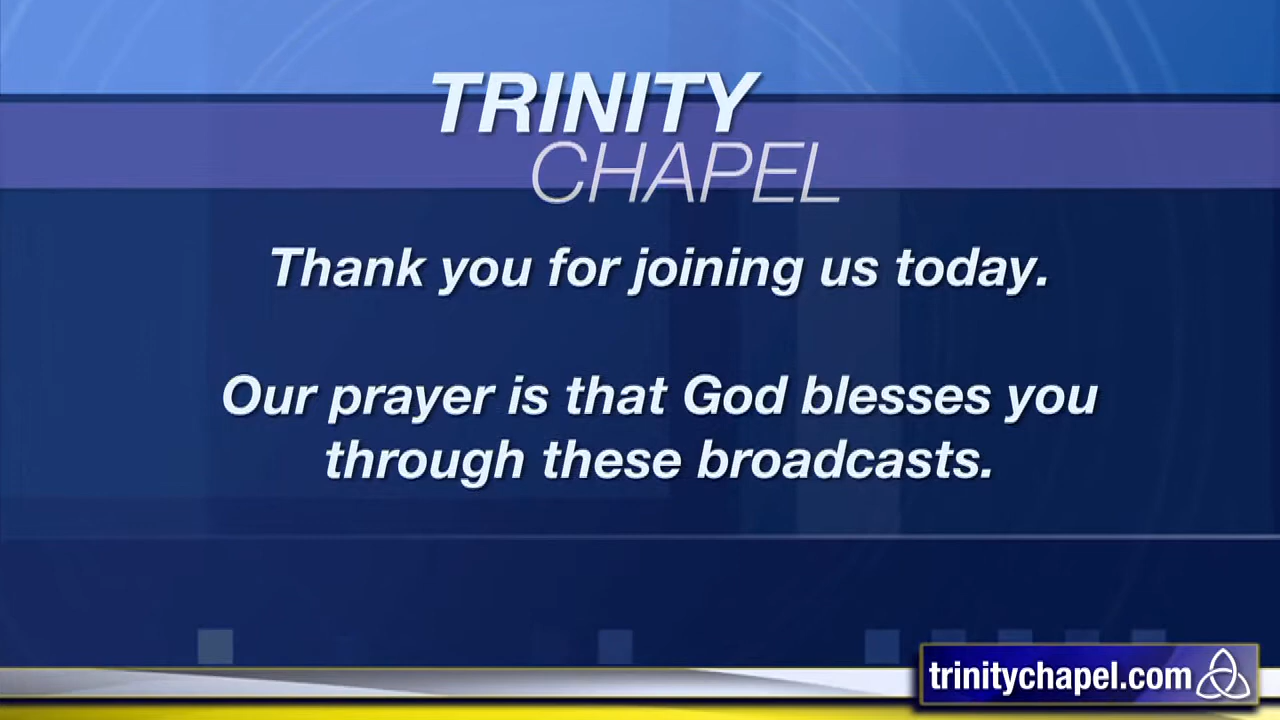 TRINITY
CHAPEL
Thank you for joining us today.
Our prayer is that God blesses you
through these broadcasts.
trinitychapel.com